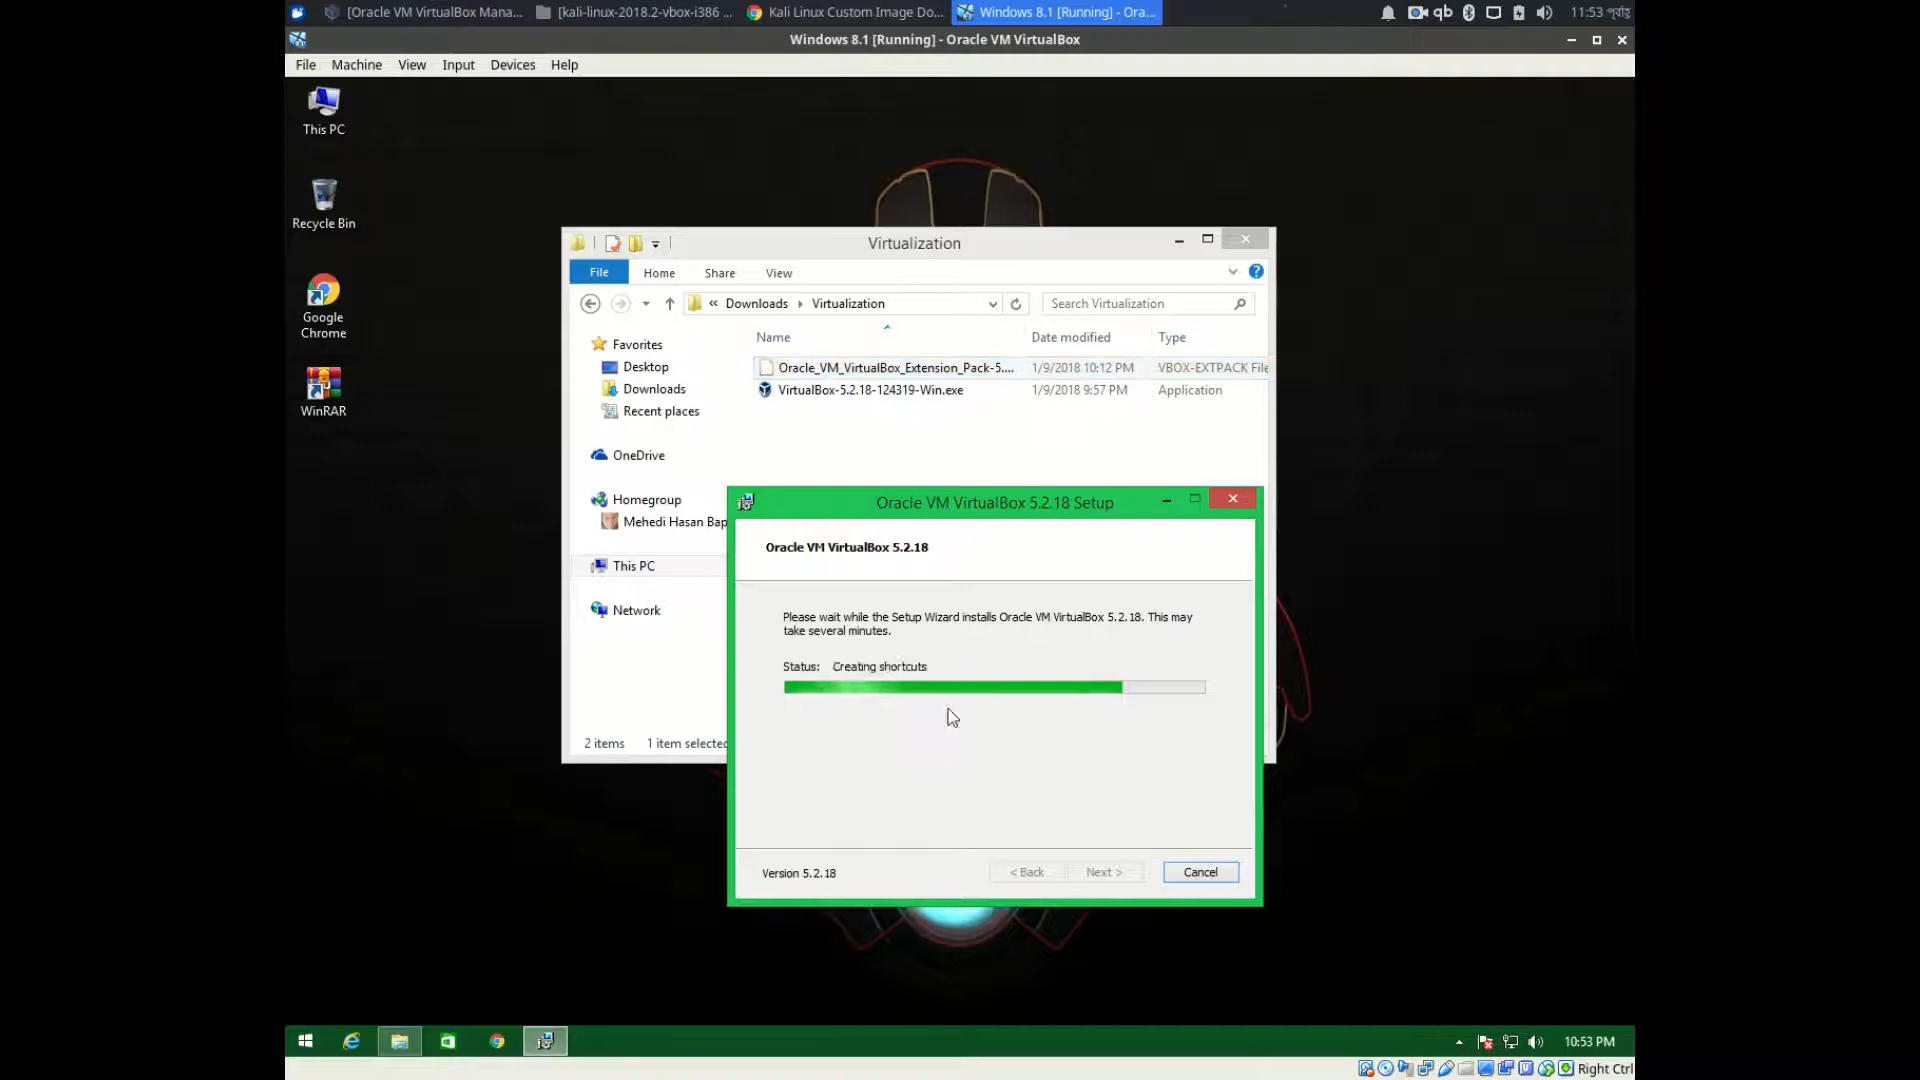 [Oracle VM VirtualBox Mana... [kali-linux-2018.2-vbox-i386 ... Kali Linux Custom Image Do... Windows 8.1 [Running] - Ora... qb 11:53 পূর্বাহ্ন
Windows 8.1 [Running] - Oracle VM VirtualBox
File Machine View Input Devices Help
This PC
Recycle Bin
Google
Chrome
WinRAR
Virtualization
File Home Share View
« Downloads Virtualization Search Virtualization
Name Date modified Type
Favorites
Desktop
Downloads
Recent places
OneDrive
Homegroup
Mehedi Hasan Bap
This PC
Network
Oracle_VM_VirtualBox_Extension_Pack-5.... 1/9/2018 10:12 PM VBOX-EXTPACK File
VirtualBox-5.2.18-124319-Win.exe 1/9/2018 9:57 PM Application
2 items 1 item selected
Oracle VM VirtualBox 5.2.18 Setup
Oracle VM VirtualBox 5.2.18
Please wait while the Setup Wizard installs Oracle VM VirtualBox 5.2.18. This may
take several minutes.
Status: Creating shortcuts
Version 5.2.18 < Back Next > Cancel
10:53 PM
Right Ctrl